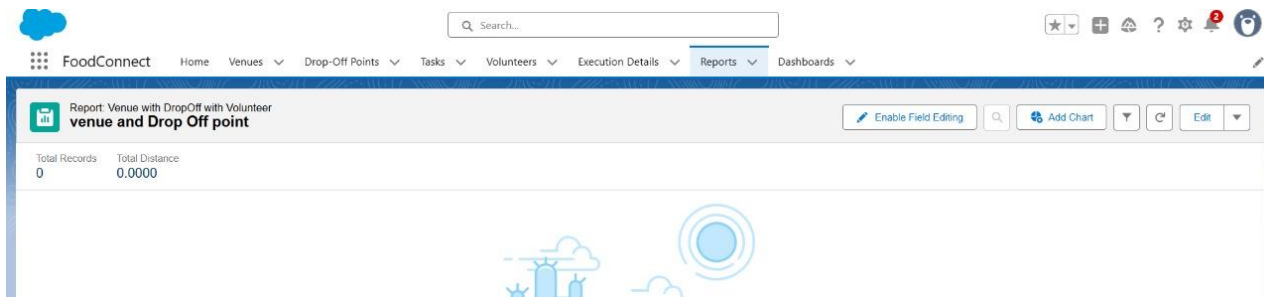 Search...
2
FoodConnect Home Venues Drop-Off Points Tasks Volunteers Execution Details Reports Dashboards
Report: Venue with DropOff with Volunteer
venue and Drop Off point
Enable Field Editing Add Chart Edit
Total Records Total Distance
0 0.0000